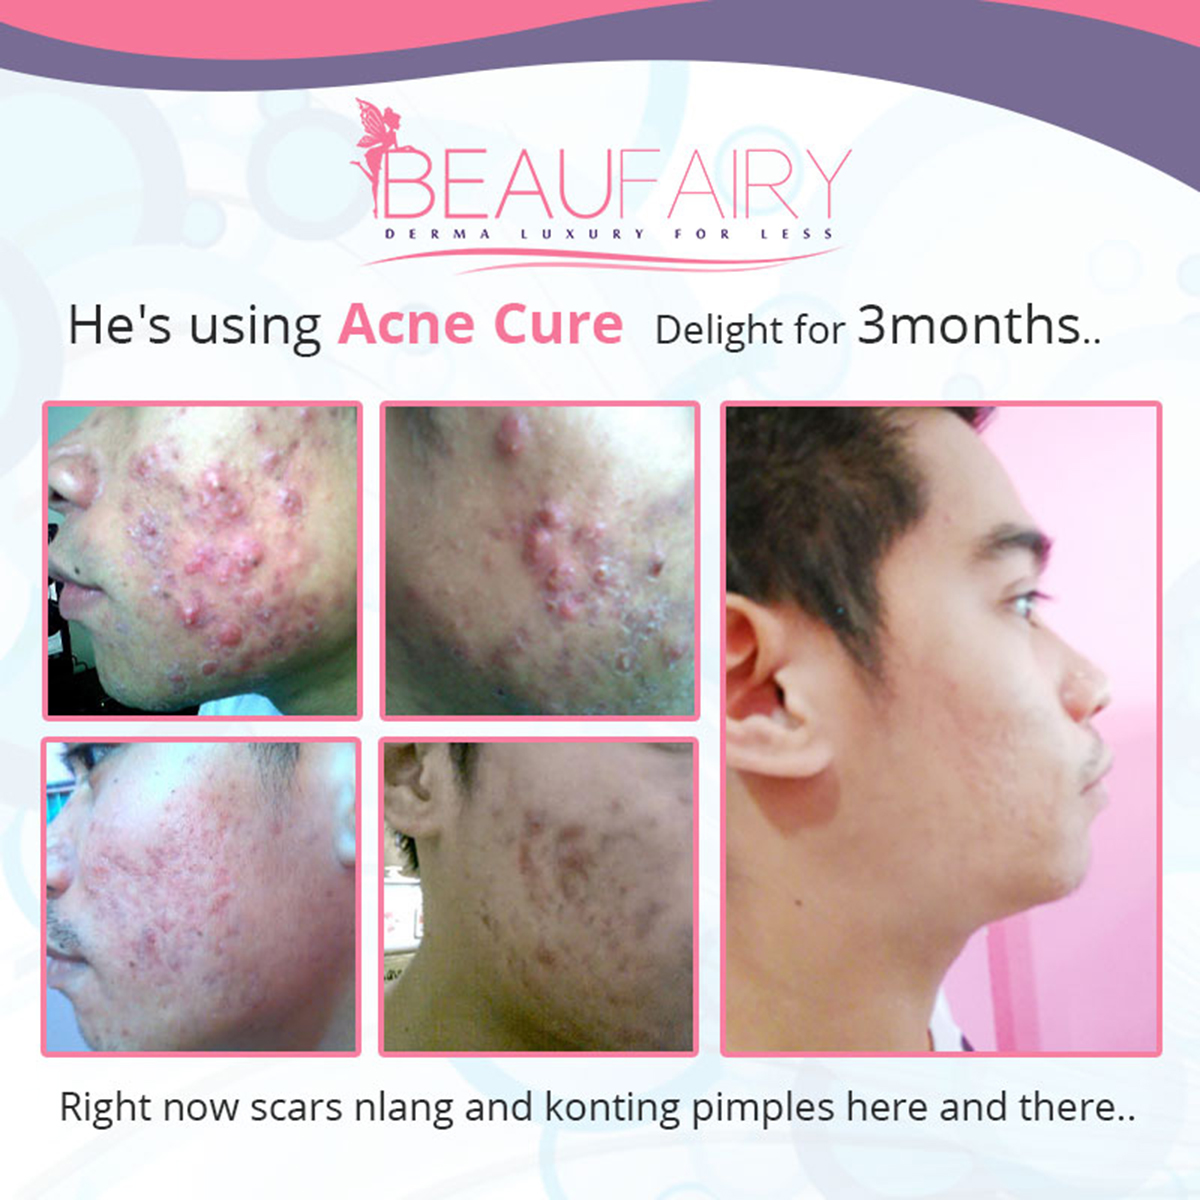 BEAUFAIRY
DERMA LUXURY FOR LESS
He's using Acne Cure Delight for 3months..
Right now scars nlang and konting pimples here and there..